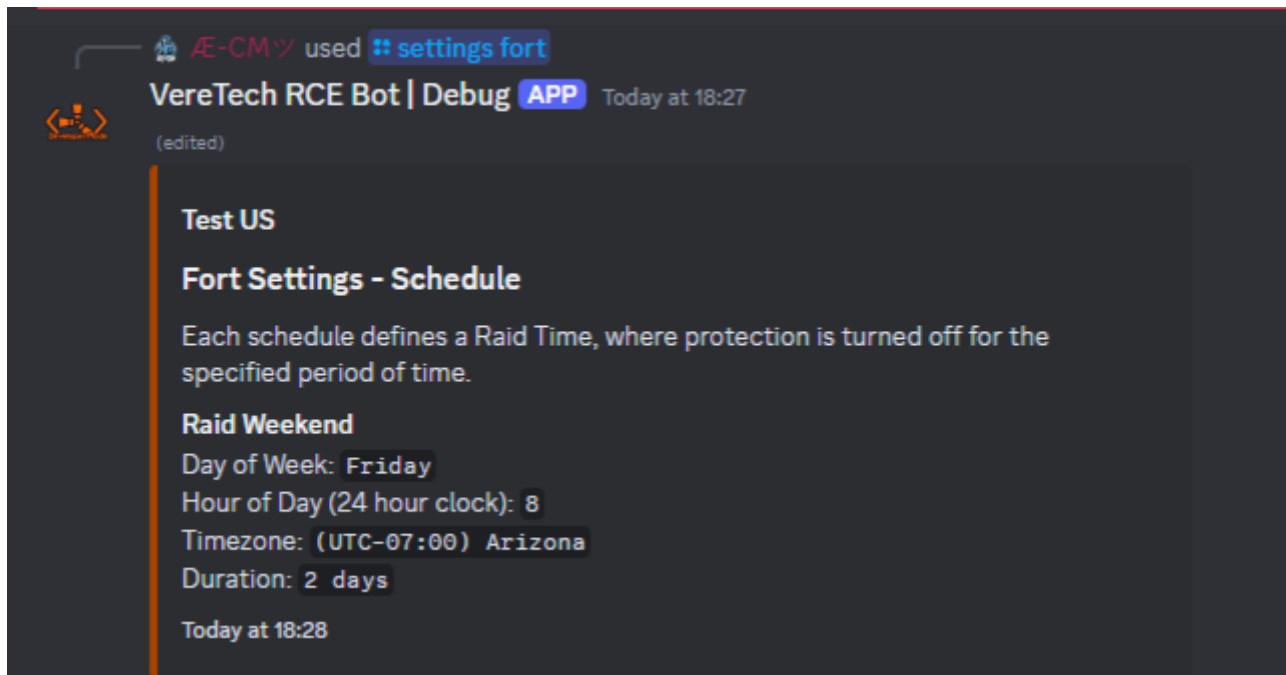 Æ-CMツ used settings fort
VereTech RCE Bot | Debug APP Today at 18:27
(edited)
Test US
Fort Settings - Schedule
Each schedule defines a Raid Time, where protection is turned off for the
specified period of time.
Raid Weekend
Day of Week: Friday
Hour of Day (24 hour clock): 8
Timezone: (UTC-07:00) Arizona
Duration: 2 days
Today at 18:28